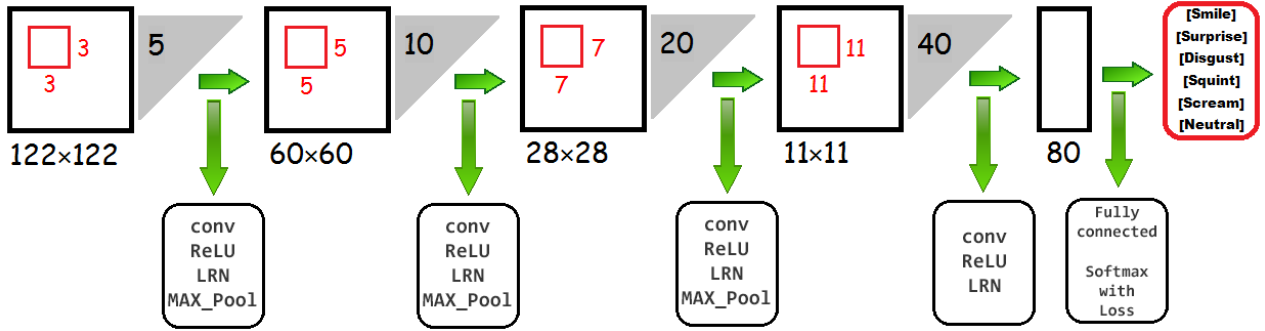 3
3
5
122×122
conv
ReLU
LRN
MAX_Pool
5
5
10
60×60
conv
ReLU
LRN
MAX_Pool
7
7
20
28×28
conv
ReLU
LRN
MAX_Pool
11
11
40
11×11
conv
ReLU
LRN
80
Fully
connected
Softmax
with
Loss
[Smile]
[Surprise]
[Disgust]
[Squint]
[Scream]
[Neutral]